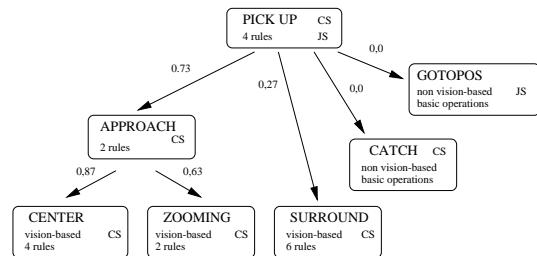 PICK UP CS
4 rules JS
0.73
0,27
0,0
0,0
GOTOPOS
non vision-based JS
basic operations
APPROACH
CS
2 rules
CATCH CS
non vision-based
basic operations
0,87
0,63
CENTER
vision-based CS
4 rules
ZOOMING
vision-based CS
2 rules
SURROUND
vision-based CS
6 rules